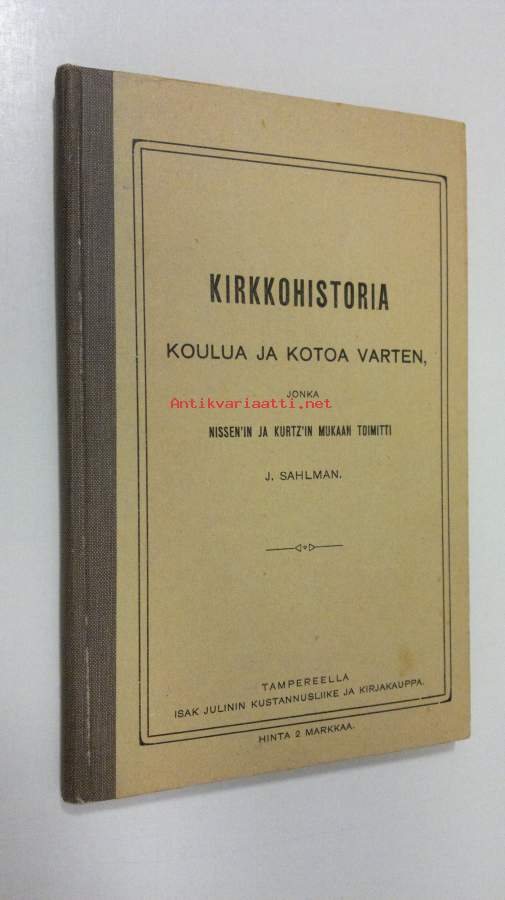 KIRKKOHISTORIA
KOULUA JA KOTOA VARTEN,
JONKA
Antikvariaatti.net
NISSEN'IN JA KURTZ'IN MUKAAN TOIMITTI
J. SAHLMAN.
TAMPEREELLA
ISAK JULININ KUSTANNUSLIIKE JA KIRJAKAUPPA.
HINTA 2 MARKKAA.